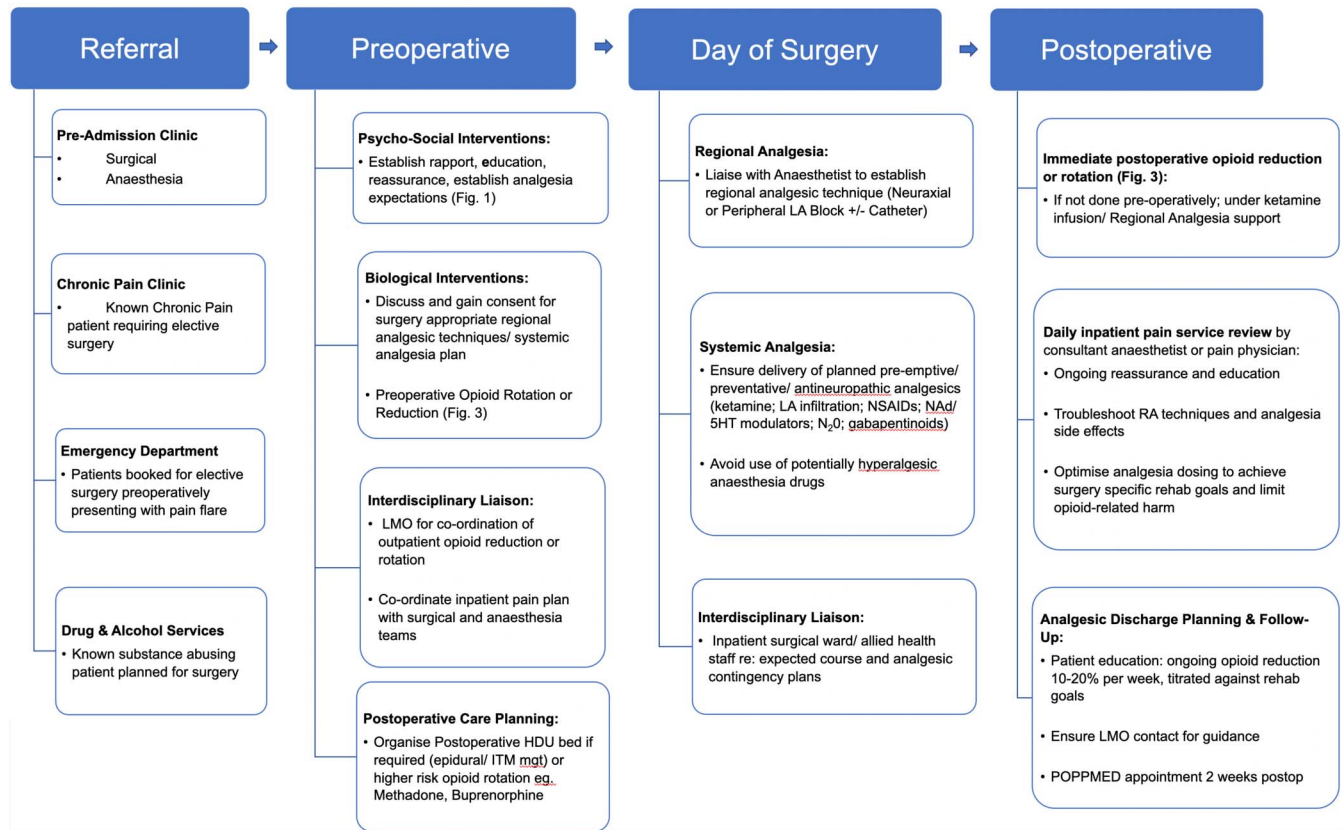 Referral
Pre-Admission Clinic
• Surgical
• Anaesthesia
Chronic Pain Clinic
• Known Chronic Pain
patient requiring elective
surgery
Emergency Department
• Patients booked for elective
surgery preoperatively
presenting with pain flare
Drug & Alcohol Services
• Known substance abusing
patient planned for surgery
Preoperative
Psycho-Social Interventions:
• Establish rapport, education,
reassurance, establish analgesia
expectations (Fig. 1)
Biological Interventions:
• Discuss and gain consent for
surgery appropriate regional
analgesic techniques/ systemic
analgesia plan
• Preoperative Opioid Rotation or
Reduction (Fig. 3)
Interdisciplinary Liaison:
• LMO for co-ordination of
outpatient opioid reduction or
rotation
• Co-ordinate inpatient pain plan
with surgical and anaesthesia
teams
Postoperative Care Planning:
• Organise Postoperative HDU bed if
required (epidural/ ITM mgt) or
higher risk opioid rotation eg.
Methadone, Buprenorphine
Day of Surgery
Regional Analgesia:
• Liaise with Anaesthetist to establish
regional analgesic technique (Neuraxial
or Peripheral LA Block +/- Catheter)
Systemic Analgesia:
• Ensure delivery of planned pre-emptive/
preventative/ antineuropathic analgesics
(ketamine; LA infiltration; NSAIDs; NAd/
5HT modulators; N₂0; gabapentinoids)
• Avoid use of potentially hyperalgesic
anaesthesia drugs
Interdisciplinary Liaison:
• Inpatient surgical ward/ allied health
staff re: expected course and analgesic
contingency plans
Postoperative
Immediate postoperative opioid reduction
or rotation (Fig. 3):
• If not done pre-operatively; under ketamine
infusion/ Regional Analgesia support
Daily inpatient pain service review by
consultant anaesthetist or pain physician:
• Ongoing reassurance and education
• Troubleshoot RA techniques and analgesia
side effects
• Optimise analgesia dosing to achieve
surgery specific rehab goals and limit
opioid-related harm
Analgesic Discharge Planning & Follow-
Up:
• Patient education: ongoing opioid reduction
10-20% per week, titrated against rehab
goals
• Ensure LMO contact for guidance
• POPPMED appointment 2 weeks postop